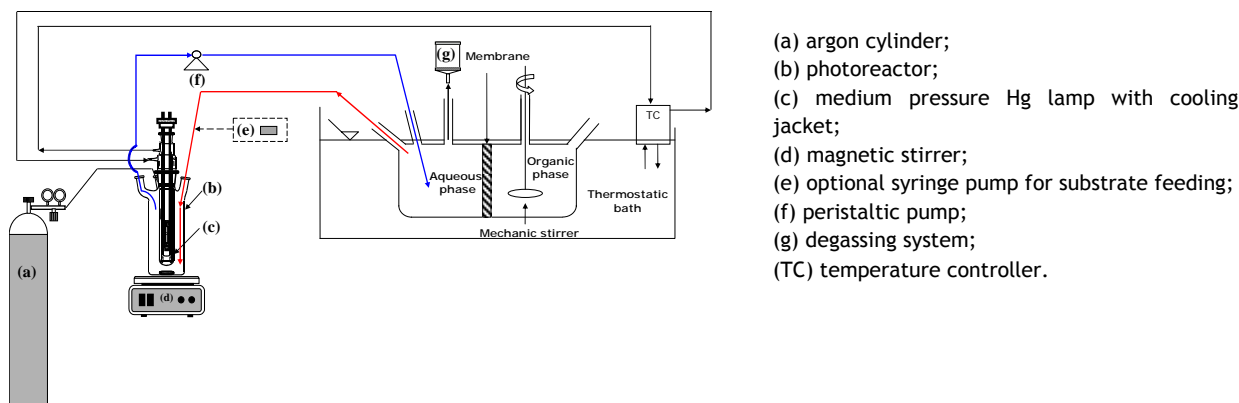 (g)
Membrane
(f)
TC
(e)
Aqueous
phase
Organic
phase
(b)
Thermostatic
bath
(c)
Mechanic stirrer
(a)
(d)
(a) argon cylinder;
(b) photoreactor;
(c) medium pressure Hg lamp with cooling
jacket;
(d) magnetic stirrer;
(e) optional syringe pump for substrate feeding;
(f) peristaltic pump;
(g) degassing system;
(TC) temperature controller.